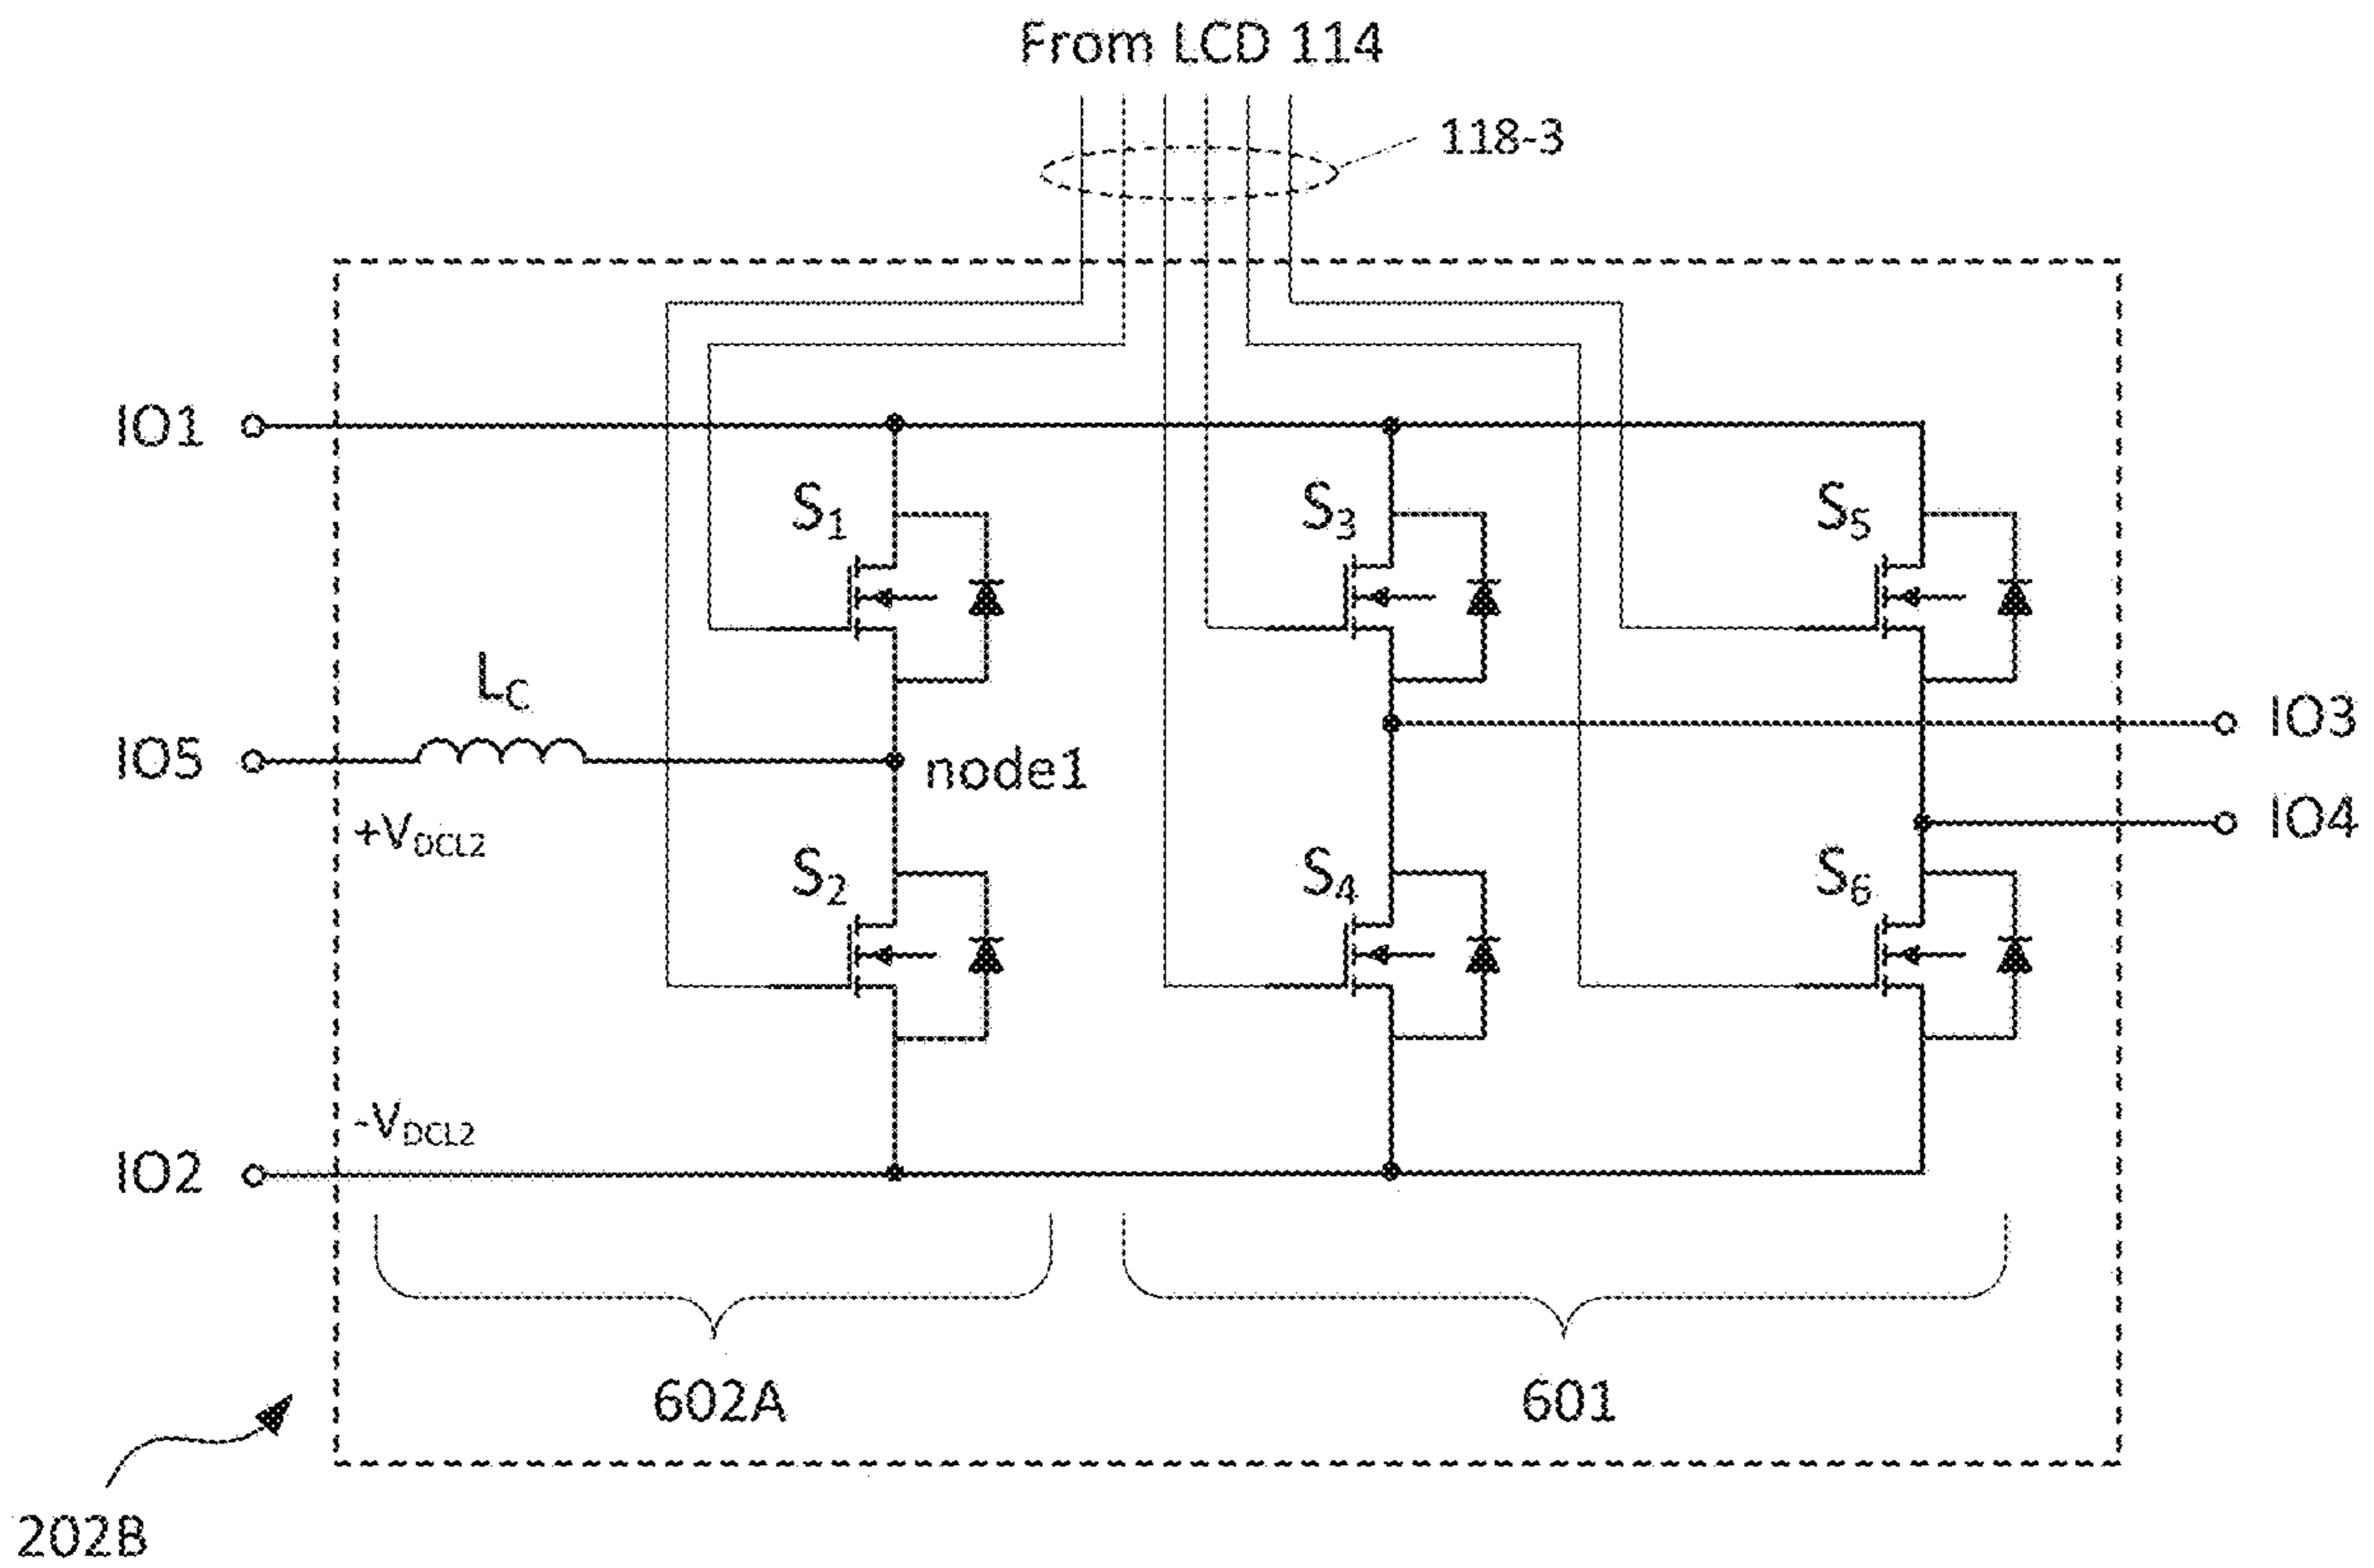 From LCD 114
118-3
IO1
S1
S3
S5
LC
IO3
IO5
node1
IO4
+VDCL2
S2
S4
S6
-VDCL2
IO2
602A
601
202B